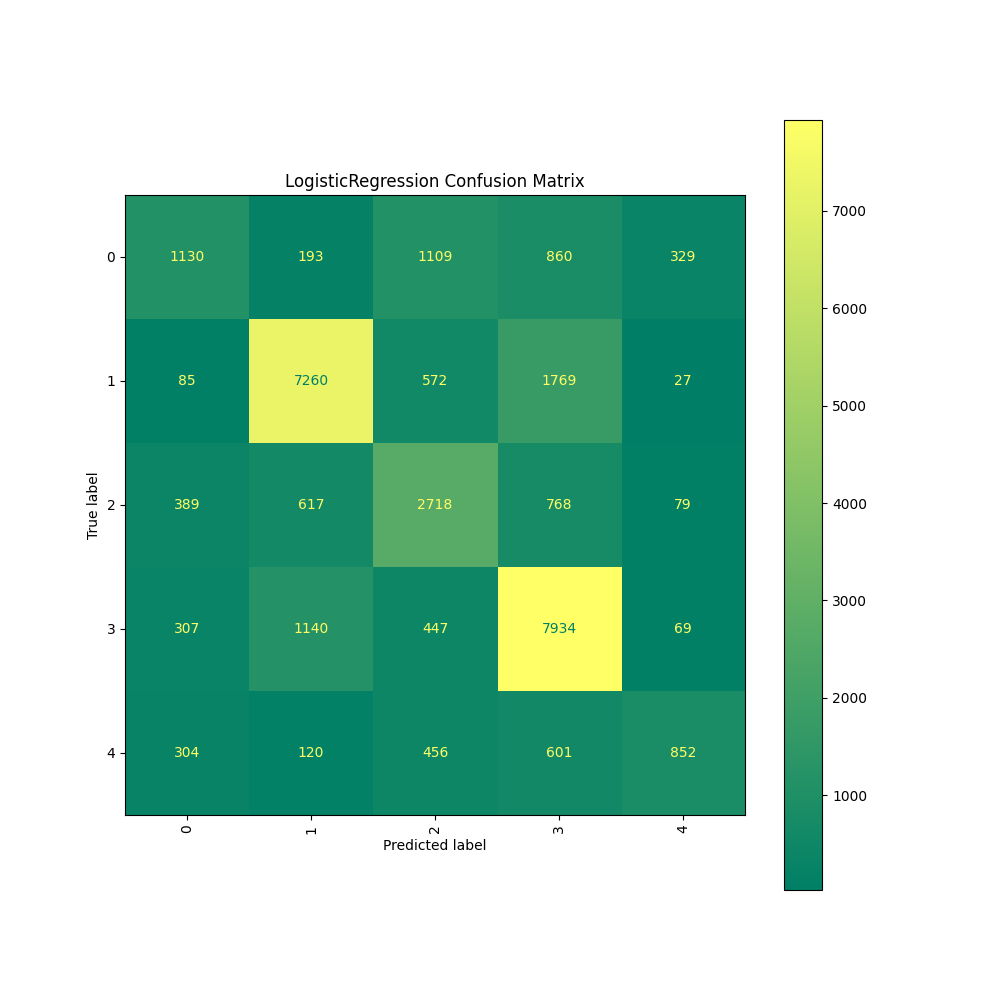 LogisticRegression Confusion Matrix
0 1130 193 1109 860 329
1 85 7260 572 1769 27
2 389 617 2718 768 79
3 307 1140 447 7934 69
4 304 120 456 601 852
0 1 2 3 4
True label
Predicted label
7000
6000
5000
4000
3000
2000
1000